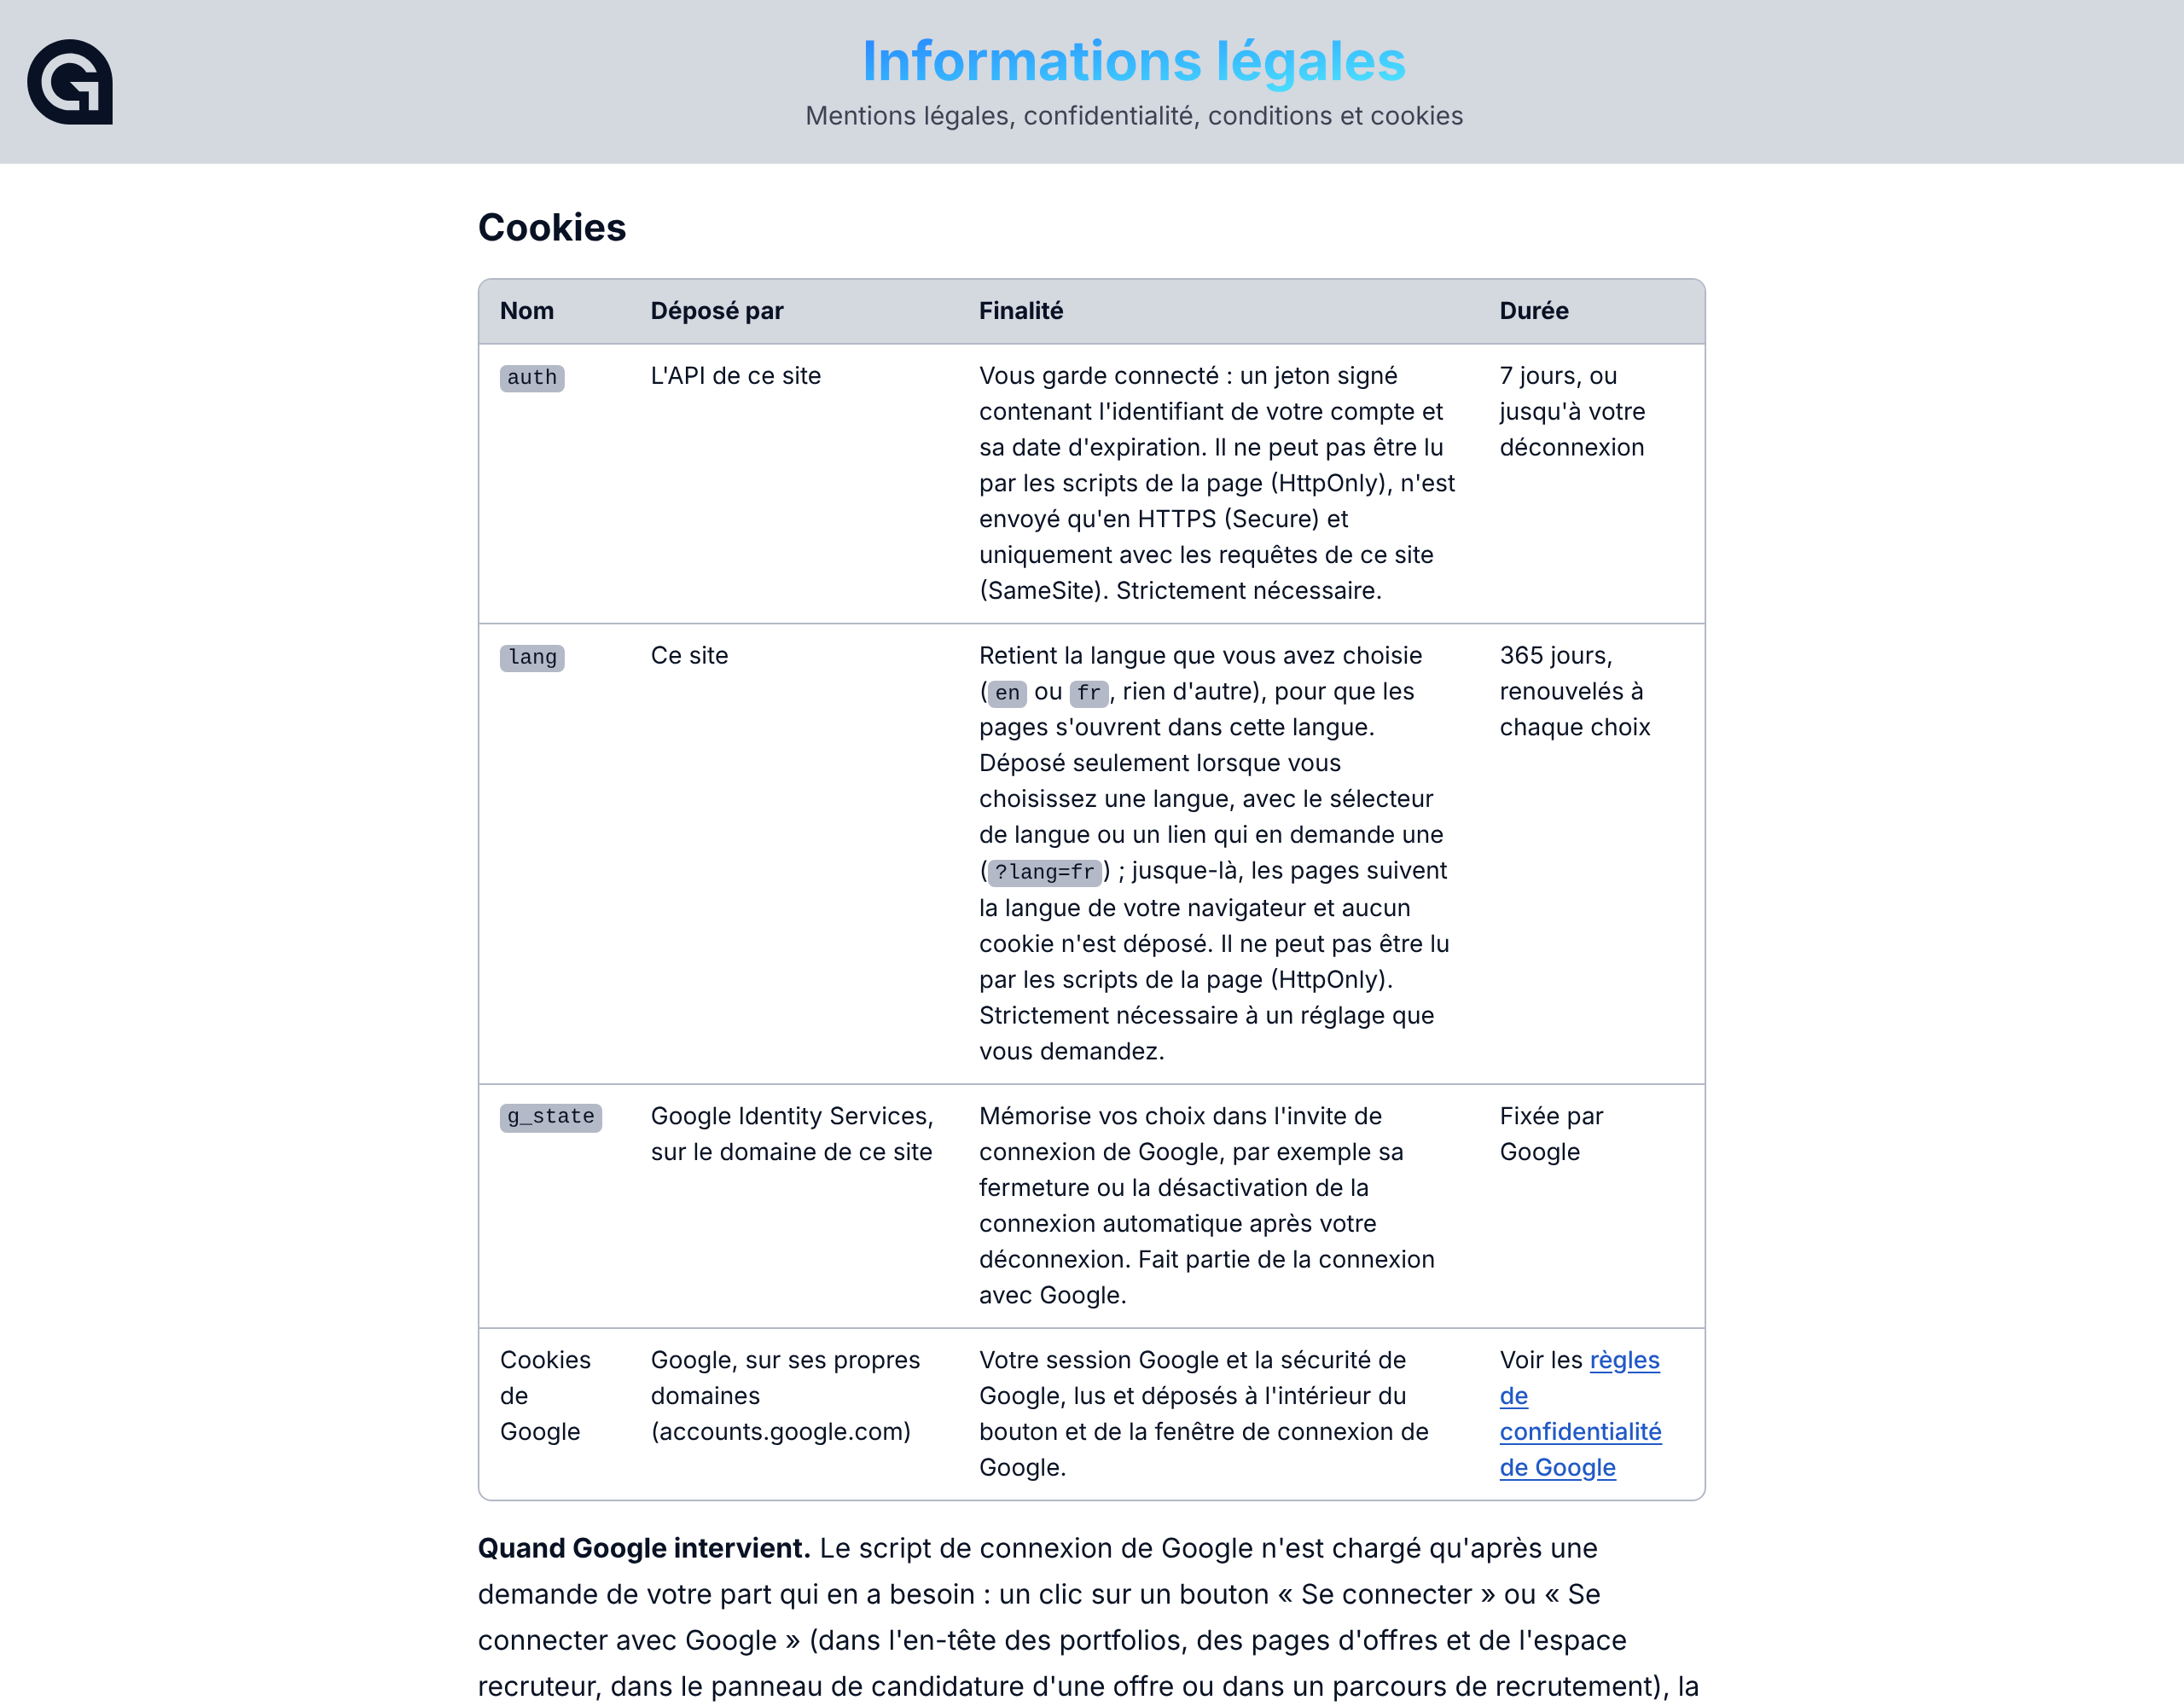 Informations légales
Mentions légales, confidentialité, conditions et cookies
Cookies
Nom
Déposé par
Finalité
Durée
auth
L'API de ce site
Vous garde connecté : un jeton signé
contenant l'identifiant de votre compte et
sa date d'expiration. Il ne peut pas être lu
par les scripts de la page (HttpOnly), n'est
envoyé qu'en HTTPS (Secure) et
uniquement avec les requêtes de ce site
(SameSite). Strictement nécessaire.
7 jours, ou
jusqu'à votre
déconnexion
lang
Ce site
Retient la langue que vous avez choisie
(en ou fr, rien d'autre), pour que les
pages s'ouvrent dans cette langue.
Déposé seulement lorsque vous
choisissez une langue, avec le sélecteur
de langue ou un lien qui en demande une
(?lang=fr) ; jusque-là, les pages suivent
la langue de votre navigateur et aucun
cookie n'est déposé. Il ne peut pas être lu
par les scripts de la page (HttpOnly).
Strictement nécessaire à un réglage que
vous demandez.
365 jours,
renouvelés à
chaque choix
g_state
Google Identity Services,
sur le domaine de ce site
Mémorise vos choix dans l'invite de
connexion de Google, par exemple sa
fermeture ou la désactivation de la
connexion automatique après votre
déconnexion. Fait partie de la connexion
avec Google.
Fixée par
Google
Cookies
de
Google
Google, sur ses propres
domaines
(accounts.google.com)
Votre session Google et la sécurité de
Google, lus et déposés à l'intérieur du
bouton et de la fenêtre de connexion de
Google.
Voir les règles
de
confidentialité
de Google
Quand Google intervient. Le script de connexion de Google n'est chargé qu'après une
demande de votre part qui en a besoin : un clic sur un bouton « Se connecter » ou « Se
connecter avec Google » (dans l'en-tête des portfolios, des pages d'offres et de l'espace
recruteur, dans le panneau de candidature d'une offre ou dans un parcours de recrutement), la